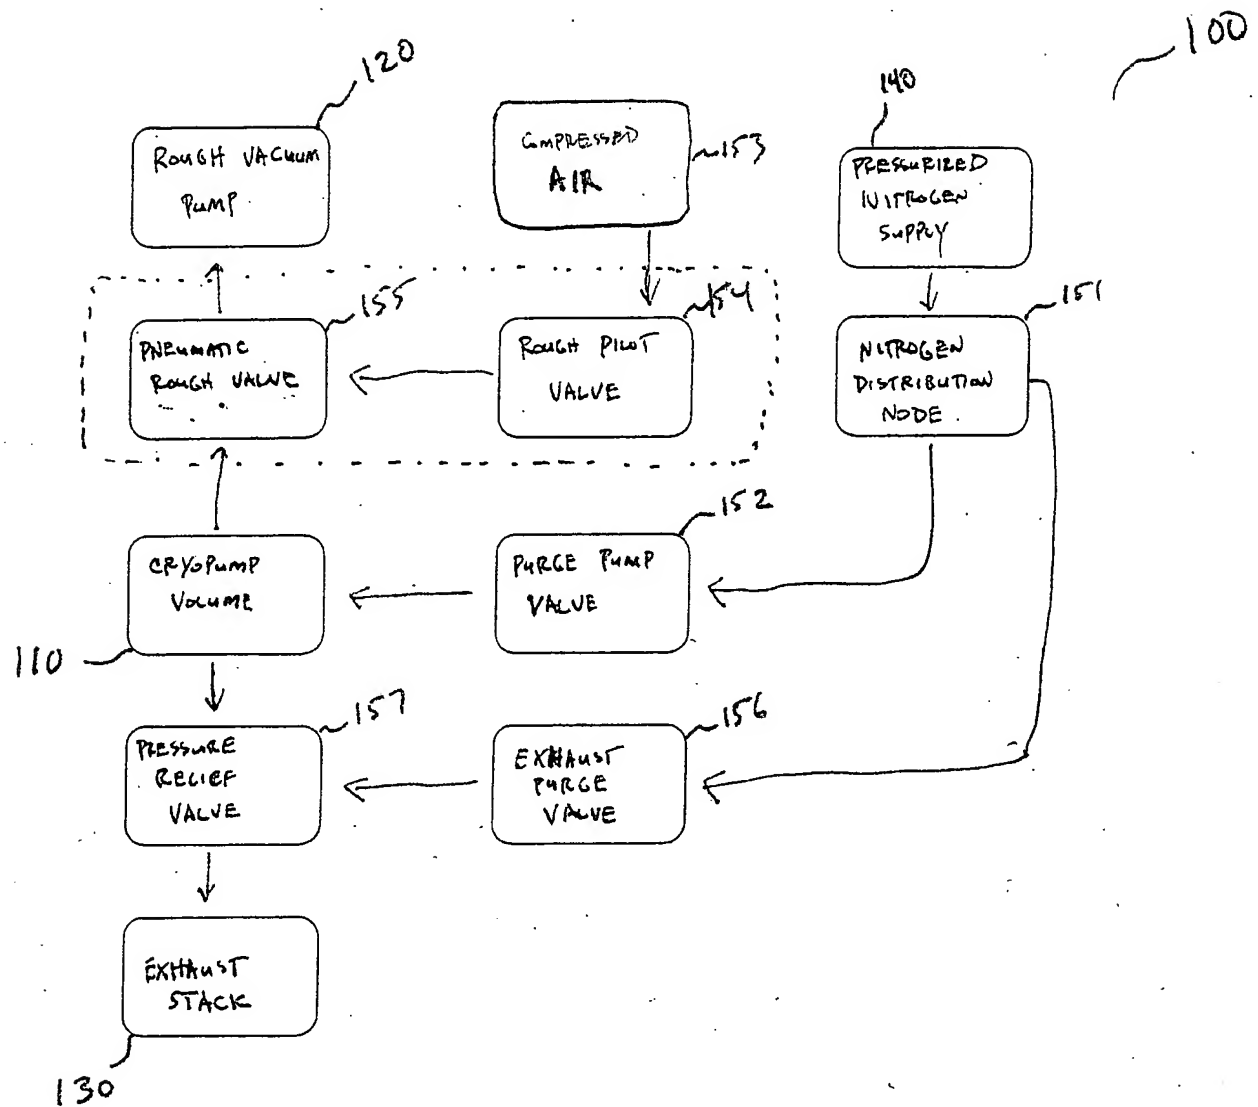 100
120
ROUGH VACUUM
PUMP
COMPRESSED
AIR
153
140
PRESSURIZED
NITROGEN
SUPPLY
155
PNEUMATIC
ROUGH VALVE
154
ROUGH PILOT
VALVE
151
NITROGEN
DISTRIBUTION
NODE
CRYOPUMP
VOLUME
110
152
PURGE PUMP
VALVE
157
PRESSURE
RELIEF
VALVE
156
EXHAUST
PURGE
VALVE
EXHAUST
STACK
130